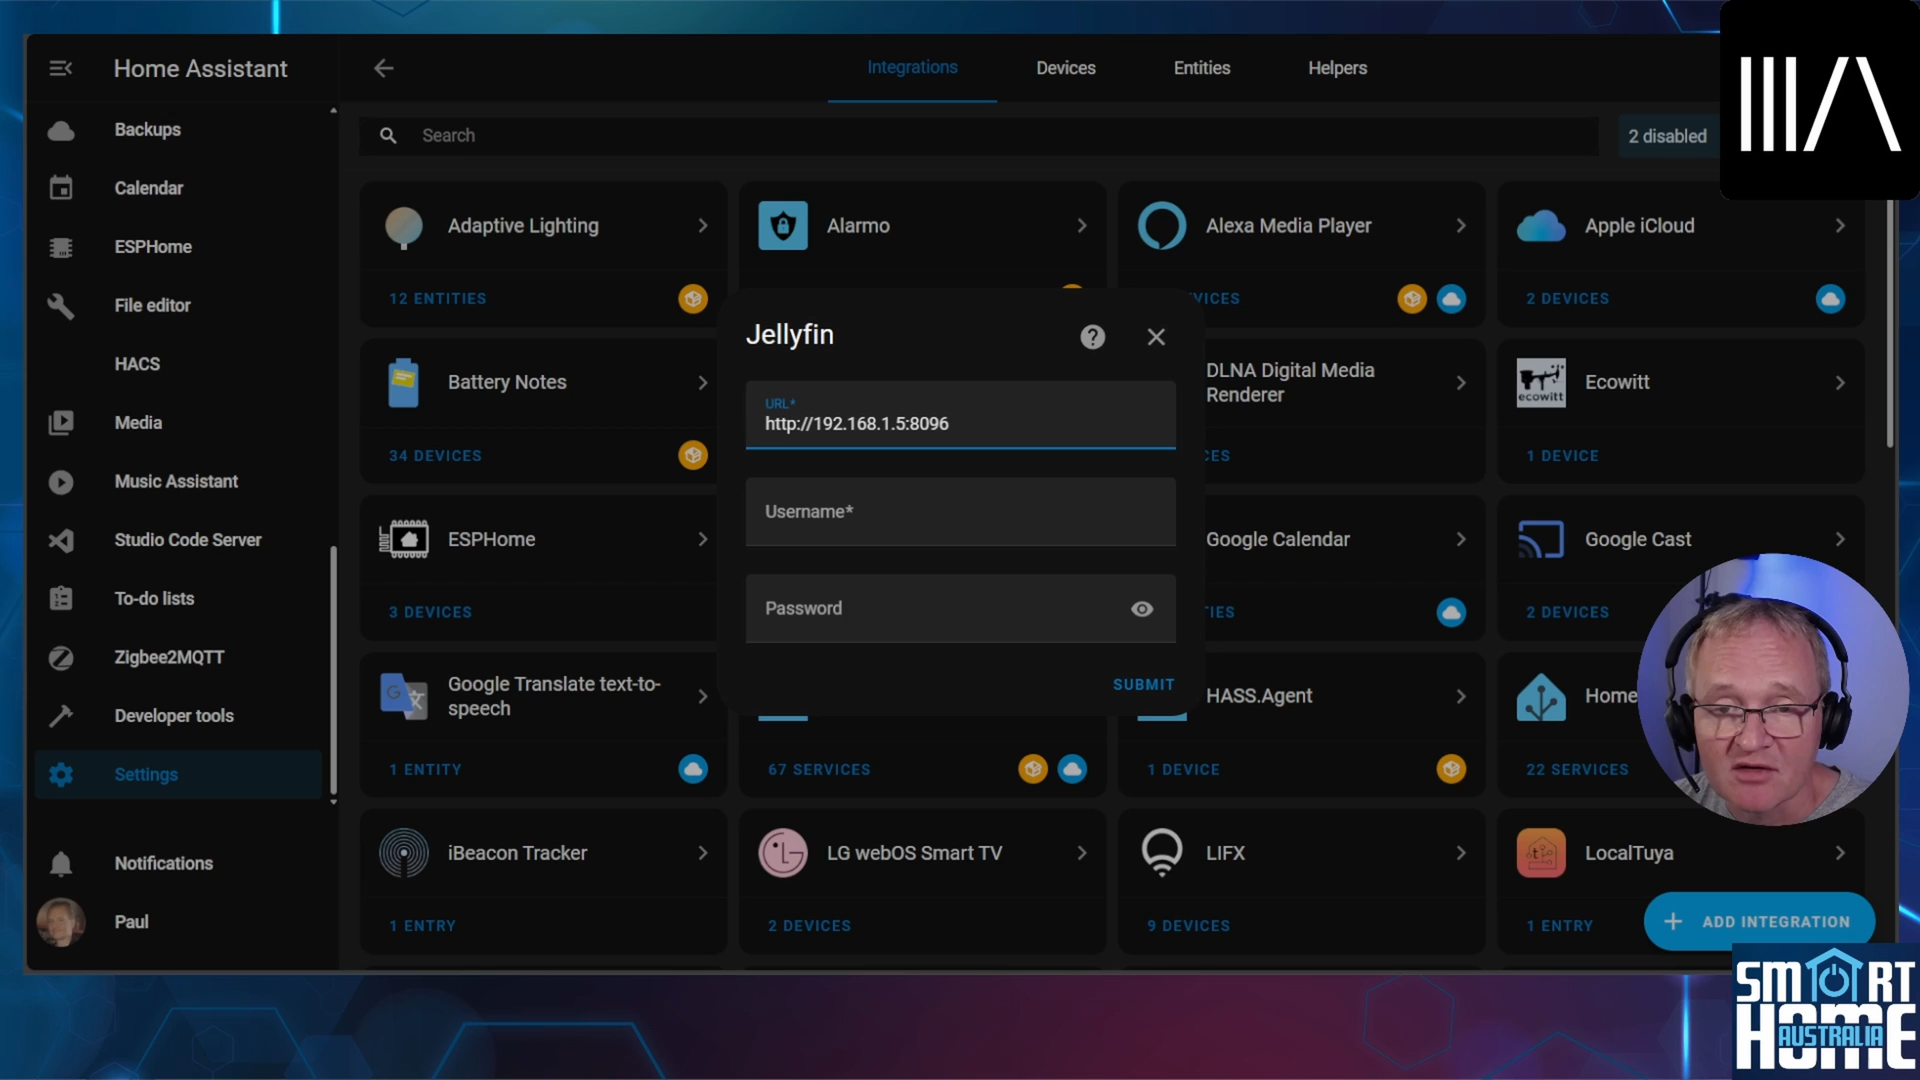 Home Assistant
Backups
Calendar
ESPHome
File editor
HACS
Media
Music Assistant
Studio Code Server
To-do lists
Zigbee2MQTT
Developer tools
Settings
Notifications
Paul
Integrations
Devices
Entities
Helpers
Search
2 disabled
Adaptive Lighting
12 ENTITIES
Alarmo
Alexa Media Player
VICES
Apple iCloud
2 DEVICES
Battery Notes
34 DEVICES
DLNA Digital Media
Renderer
CES
ecowitt
Ecowitt
1 DEVICE
Jellyfin
URL*
http://192.168.1.5:8096
Username*
Password
SUBMIT
ESPHome
3 DEVICES
Google Calendar
TIES
Google Cast
2 DEVICES
Google Translate text-to-
speech
1 ENTITY
67 SERVICES
HASS.Agent
1 DEVICE
Home
22 SERVICES
iBeacon Tracker
1 ENTRY
LG webOS Smart TV
2 DEVICES
LIFX
9 DEVICES
LocalTuya
1 ENTRY
ADD INTEGRATION
SMART
HOME
AUSTRALIA